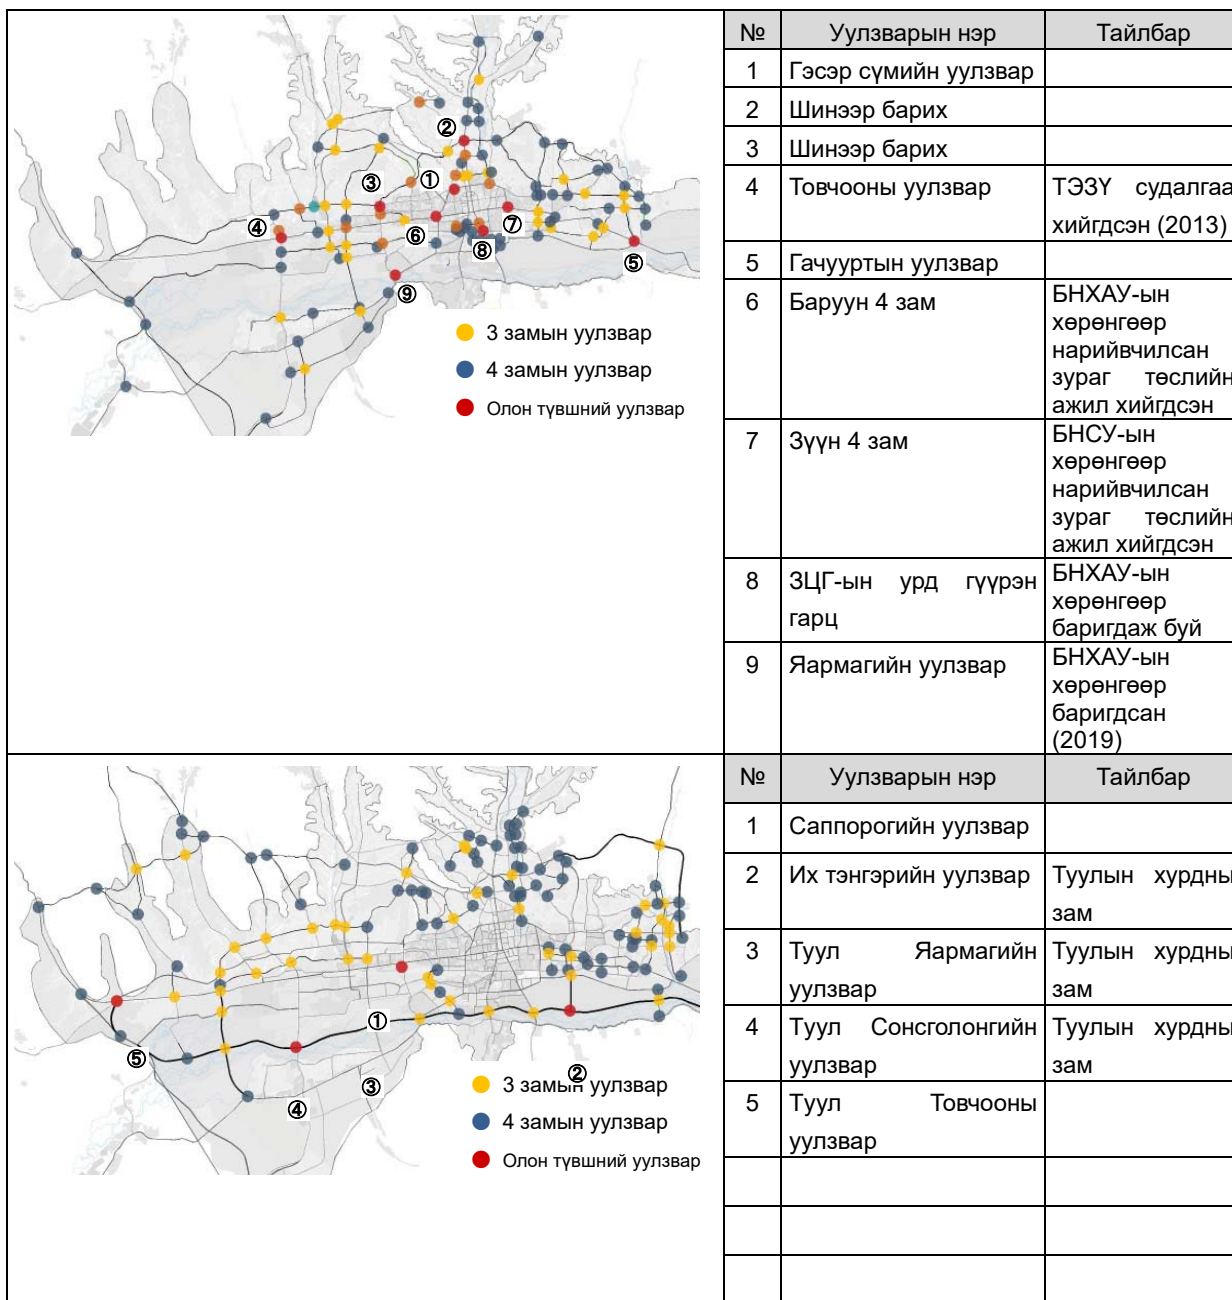 ② 
③ ①
④ ⑥ ⑦
⑧ ⑤
⑨
3 замын уулзвар
4 замын уулзвар
Олон түвшний уулзвар
№ Уулзварын нэр Тайлбар
1 Гэсэр сүмийн уулзвар
2 Шинээр барих
3 Шинээр барих
4 Товчооны уулзвар ТЭЗҮ судалгаа
хийгдсэн (2013)
5 Гачууртын уулзвар
6 Баруун 4 зам БНХАУ-ын
хөрөнгөөр
нарийвчилсан
зураг төслийн
ажил хийгдсэн
7 Зүүн 4 зам БНСУ-ын
хөрөнгөөр
нарийвчилсан
зураг төслийн
ажил хийгдсэн
8 ЗЦГ-ын урд гүүрэн БНХАУ-ын
гарц хөрөнгөөр
баригдаж буй
9 Яармагийн уулзвар БНХАУ-ын
хөрөнгөөр
баригдсан
(2019)
①
⑤ ②
③
④
3 замын уулзвар
4 замын уулзвар
Олон түвшний уулзвар
№ Уулзварын нэр Тайлбар
1 Саппорогийн уулзвар
2 Их тэнгэрийн уулзвар Туулын хурдны
зам
3 Туул Яармагийн Туулын хурдны
уулзвар зам
4 Туул Сонсголонгийн Туулын хурдны
уулзвар зам
5 Туул Товчооны
уулзвар